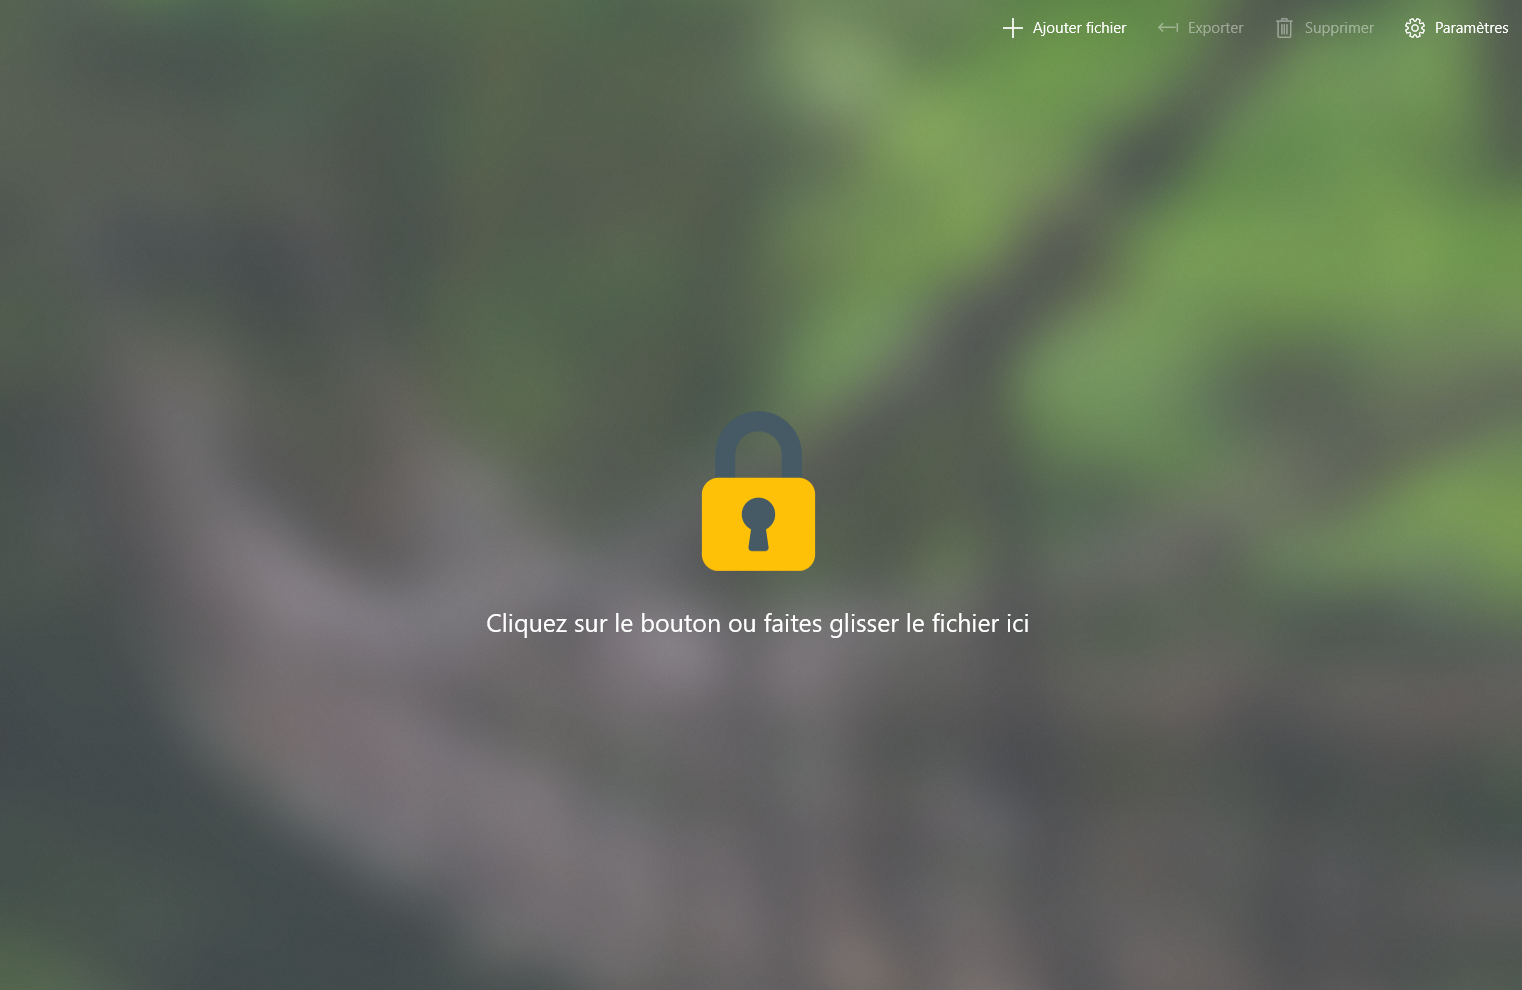 Ajouter fichier Exporter Supprimer Paramètres
Cliquez sur le bouton ou faites glisser le fichier ici